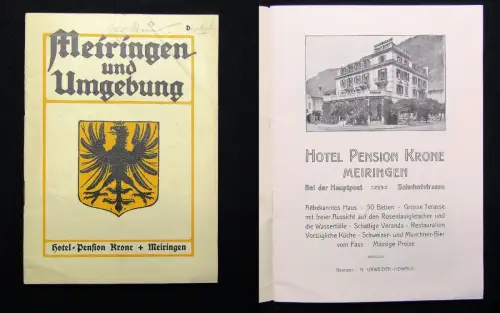 D
Meiringen
und
Umgebung
Hotel-Pension Krone + Meiringen
HOTEL PENSION KRONE
MEIRINGEN
Bei der Hauptpost Bahnhofstrasse
Altbekanntes Haus - 50 Betten - Grosse Terasse
mit freier Aussicht auf den Rosenlauigletscher und
die Wasserfälle - Schattige Veranda - Restauration
Vorzügliche Küche - Schweizer- und Münchner-Bier
vom Fass - Mässige Preise
Besitzer: H.